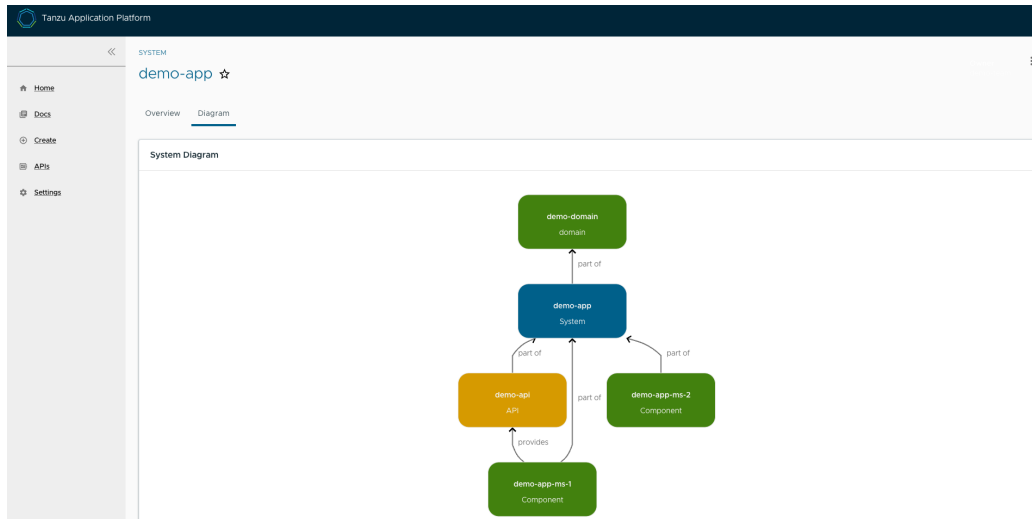 Tanzu Application Platform
SYSTEM
demo-app
Home
Docs
Create
APIs
Settings
Overview Diagram
System Diagram
demo-domain
domain
part of
demo-app
System
part of
part of
demo-api
API
part of
demo-app-ms-2
Component
provides
demo-app-ms-1
Component